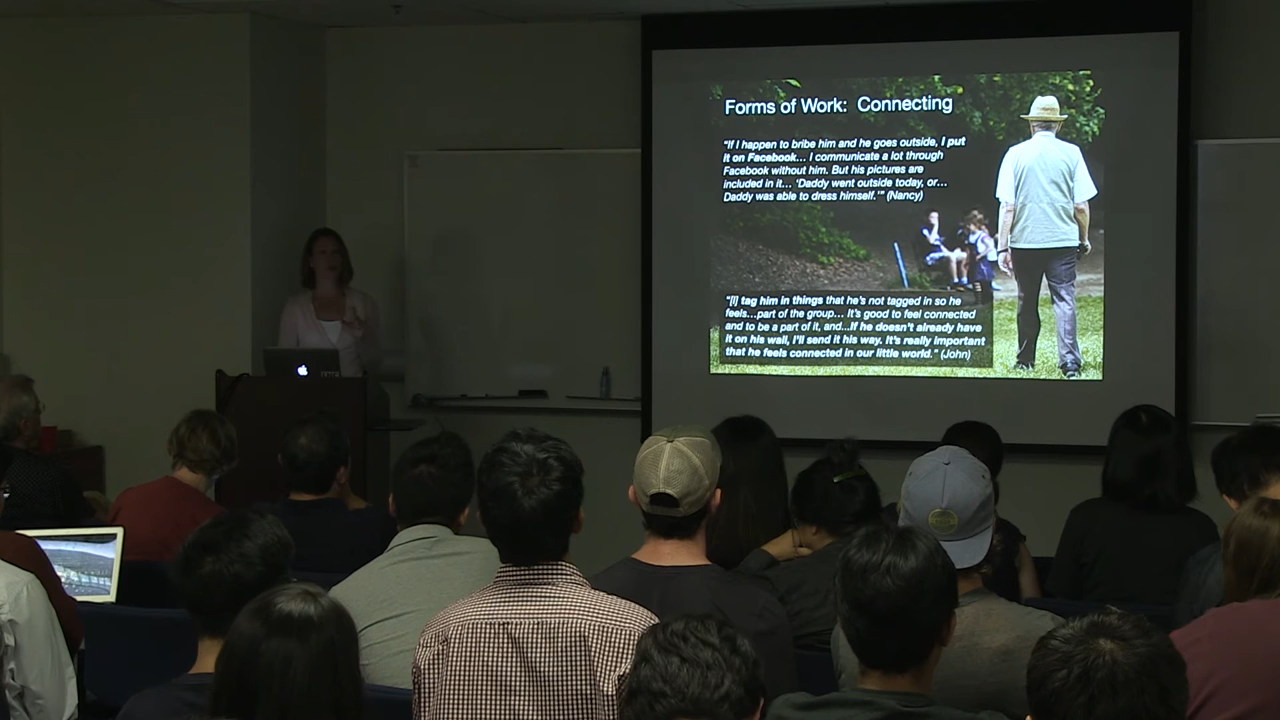 Forms of Work: Connecting
"If I happen to bribe him and he goes outside, I put
it on Facebook... I communicate a lot through
Facebook without him. But his pictures are
included in it... 'Daddy went outside today, or...
Daddy was able to dress himself.'" (Nancy)
"[I] tag him in things that he's not tagged in so he
feels...part of the group... It's good to feel connected
and to be a part of it, and...if he doesn't already have
it on his wall, I'll send it his way. It's really important
that he feels connected in our little world." (John)